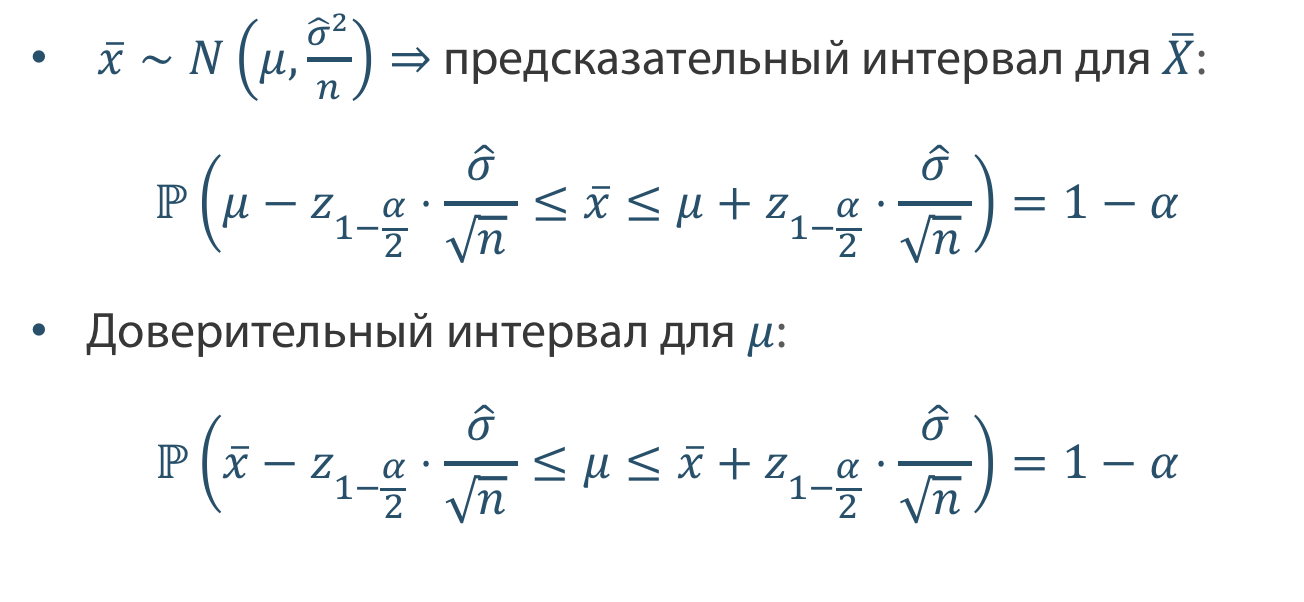 • x̄ ~ N(μ, σ̂²/n) ⇒ предсказательный интервал для X̄:
ℙ(μ − z_{1−α/2} · σ̂/√n ≤ x̄ ≤ μ + z_{1−α/2} · σ̂/√n) = 1 − α
• Доверительный интервал для μ:
ℙ(x̄ − z_{1−α/2} · σ̂/√n ≤ μ ≤ x̄ + z_{1−α/2} · σ̂/√n) = 1 − α